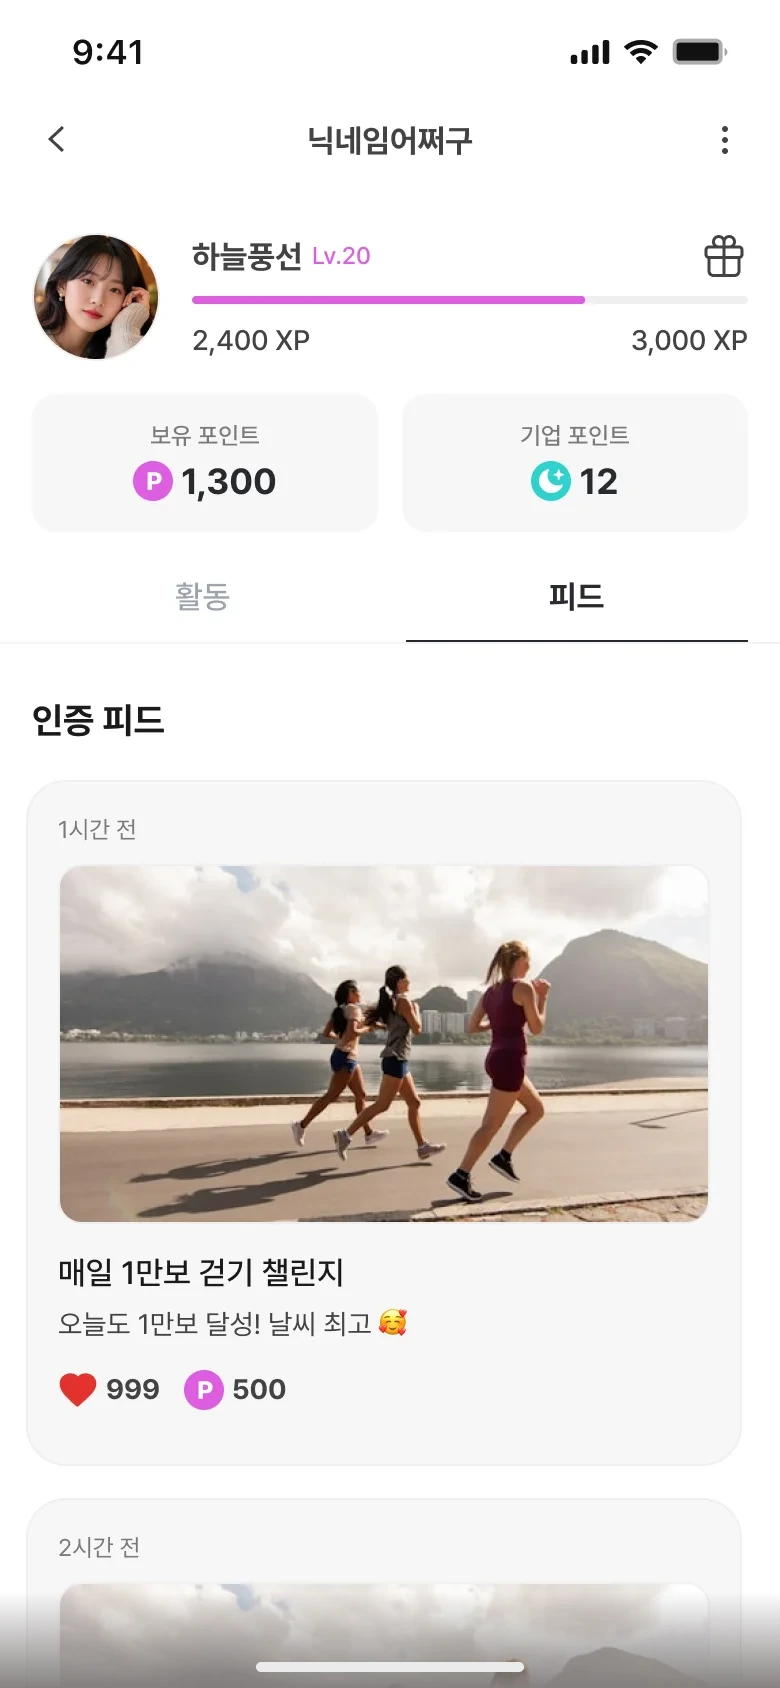 9:41
닉네임어쩌구
하늘풍선 Lv.20
2,400 XP
3,000 XP
보유 포인트
P 1,300
기업 포인트
12
활동
피드
인증 피드
1시간 전
매일 1만보 걷기 챌린지
오늘도 1만보 달성! 날씨 최고 🥰
999 P 500
2시간 전